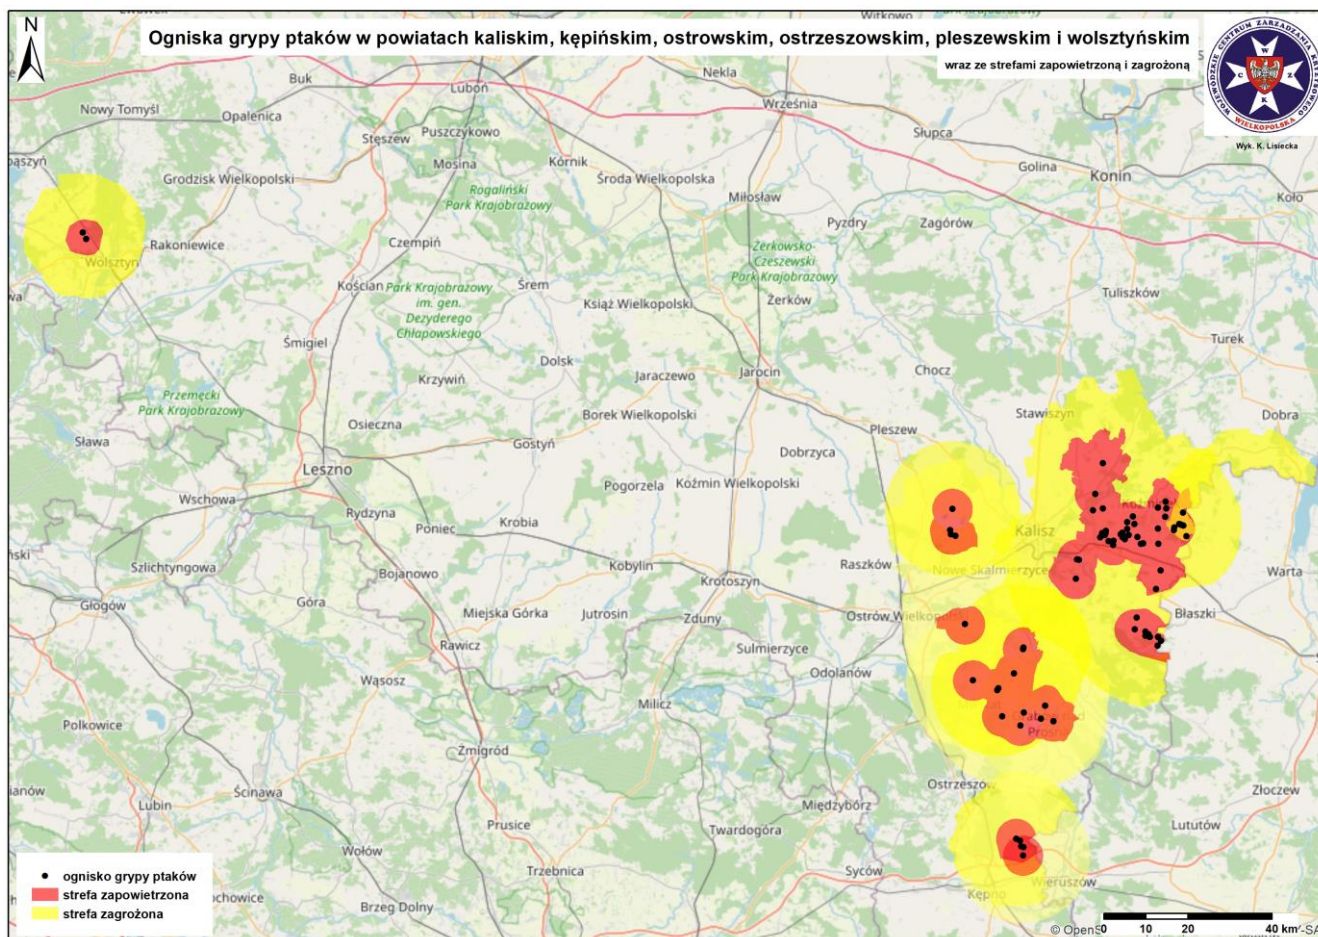 N
Ogniska grypy ptaków w powiatach kaliskim, kępińskim, ostrowskim, ostrzeszowskim, pleszewskim i wolsztyńskim
wraz ze strefami zapowietrzoną i zagrożoną
WOJEWÓDZKIE CENTRUM ZARZĄDZANIA KRYZYSOWEGO
W
C Z
K
WIELKOPOLSKA
Wyk. K. Lisiecka
Witkowo
Nekla
Buk
Luboń
Września
Nowy Tomyśl
Opalenica
Puszczykowo
Słupca
Stęszew
Mosina
Kórnik
Golina
Grodzisk Wielkopolski
Środa Wielkopolska
Konin
Rogaliński
Park Krajobrazowy
Miłosław
Koło
Pyzdry
Zagórów
Rakoniewice
Czempiń
Żerkowsko-
Czeszewski
Park Krajobrazowy
Wolsztyn
Kościan
Park Krajobrazowy
im. gen.
Dezyderego
Chłapowskiego
Śrem
Książ Wielkopolski
Żerków
Tuliszków
Śmigiel
Turek
Dolsk
Krzywiń
Jaraczewo
Jarocin
Chocz
Przemęcki
Park Krajobrazowy
Osieczna
Borek Wielkopolski
Stawiszyn
Dobra
Sława
Gostyń
Pleszew
Dobrzyca
Leszno
Wschowa
Pogorzela
Koźmin Wielkopolski
Rydzyna
Poniec
Krobia
Kalisz
Szlichtyngowa
Bojanowo
Kobylin
Krotoszyn
Raszków
Nowe Skalmierzyce
Warta
Głogów
Góra
Miejska Górka
Jutrosin
Zduny
Ostrów Wielkopolski
Błaszki
Rawicz
Sulmierzyce
Odolanów
Wąsosz
Milicz
Polkowice
Żmigród
Ostrzeszów
Złoczew
Lubin
Ścinawa
Międzybórz
Prusice
Twardogóra
Lututów
Wołów
Trzebnica
Syców
Wieruszów
Kępno
Brzeg Dolny
ognisko grypy ptaków
strefa zapowietrzona
strefa zagrożona
0 10 20 40 km